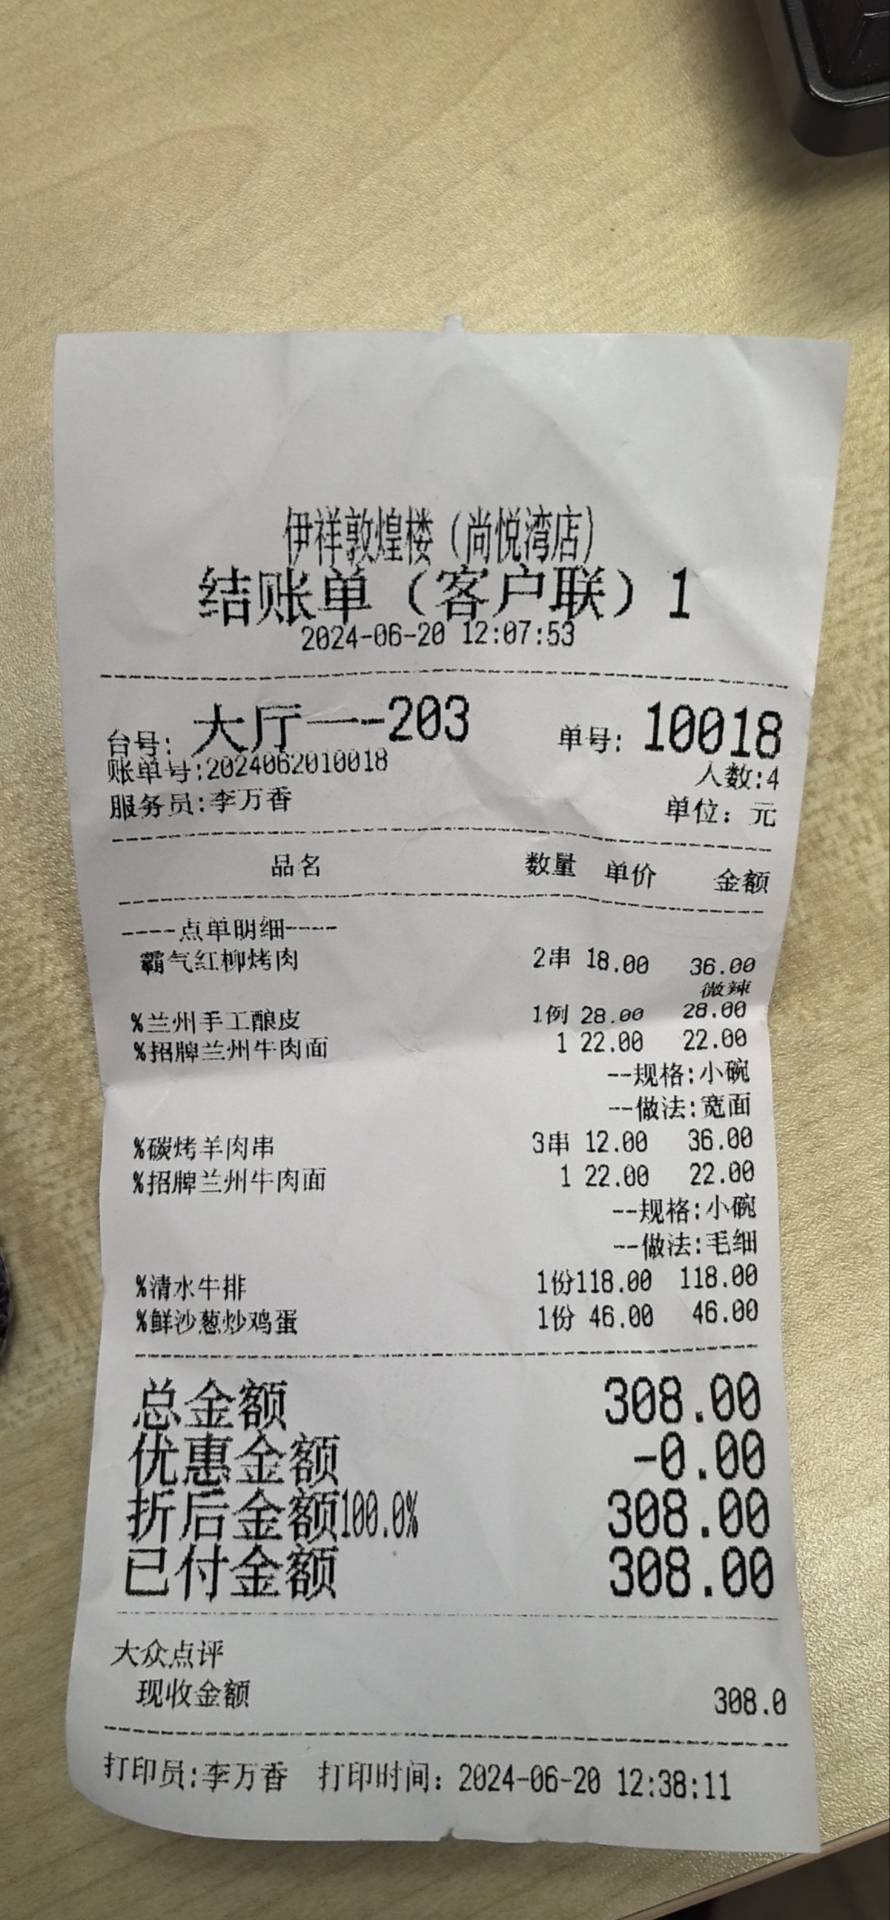 伊祥敦煌楼（尚悦湾店）
结账单（客户联）1
2024-06-20 12:07:53
台号: 大厅一-203 单号: 10018
账单号:2024062010018 人数:4
服务员:李万香 单位：元
品名 数量 单价 金额
----点单明细----
霸气红柳烤肉 2串 18.00 36.00
微辣
%兰州手工酿皮 1例 28.00 28.00
%招牌兰州牛肉面 1 22.00 22.00
--规格:小碗
--做法:宽面
%碳烤羊肉串 3串 12.00 36.00
%招牌兰州牛肉面 1 22.00 22.00
--规格:小碗
--做法:毛细
%清水牛排 1份118.00 118.00
%鲜沙葱炒鸡蛋 1份 46.00 46.00
总金额 308.00
优惠金额 -0.00
折后金额100.0% 308.00
已付金额 308.00
大众点评
现收金额 308.0
打印员:李万香 打印时间：2024-06-20 12:38:11